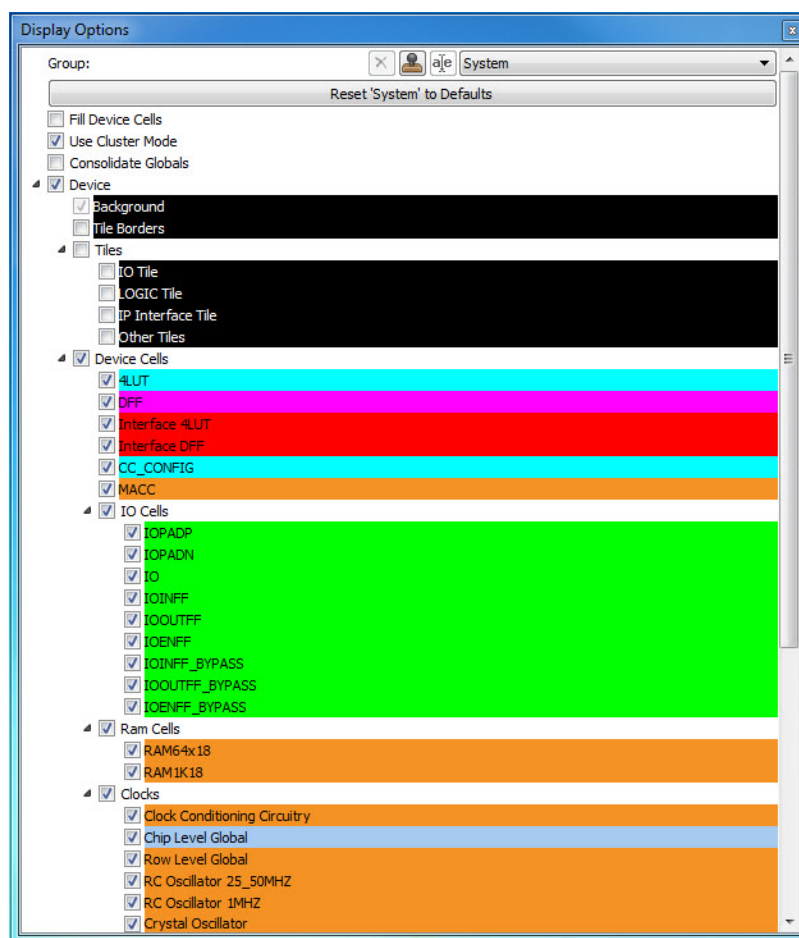 Display Options
Group: a e System
Reset 'System' to Defaults
Fill Device Cells
Use Cluster Mode
Consolidate Globals
Device
Background
Tile Borders
Tiles
IO Tile
LOGIC Tile
IP Interface Tile
Other Tiles
Device Cells
4LUT
DFF
Interface 4LUT
Interface DFF
CC_CONFIG
MACC
IO Cells
IOPADP
IOPADN
IO
IOINFF
IOOUTFF
IOENFF
IOINFF_BYPASS
IOOUTFF_BYPASS
IOENFF_BYPASS
Ram Cells
RAM64x18
RAM1K18
Clocks
Clock Conditioning Circuitry
Chip Level Global
Row Level Global
RC Oscillator 25_50MHZ
RC Oscillator 1MHZ
Crystal Oscillator